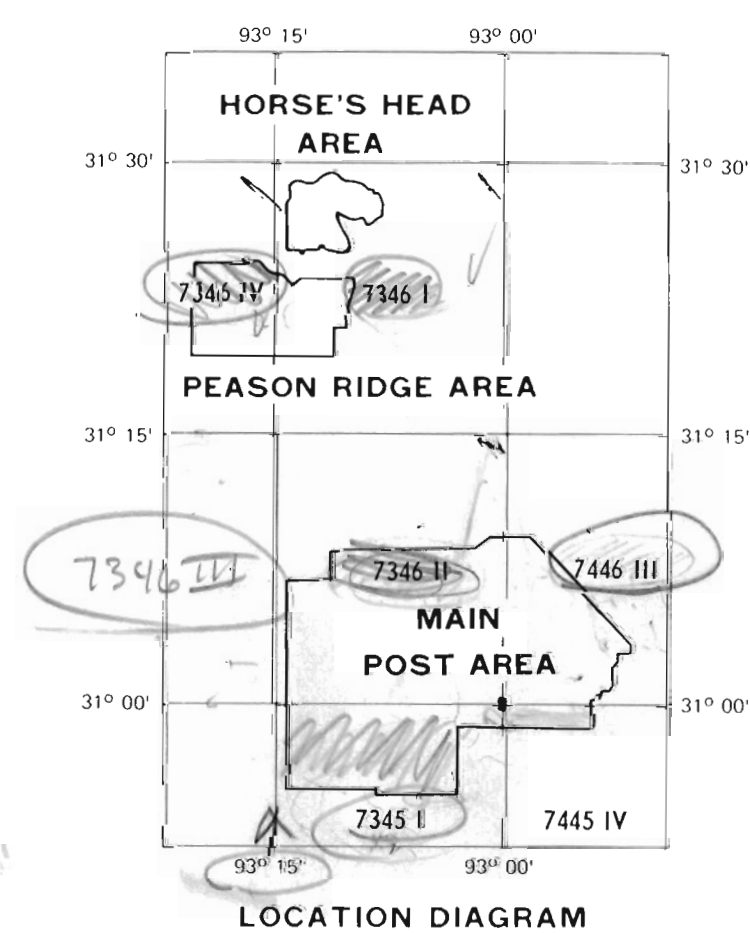 93° 15' 93° 00'
HORSE'S HEAD
AREA
31° 30' 31° 30'
7346 IV 7346 I
PEASON RIDGE AREA
31° 15' 31° 15'
7346 III 7346 II 7446 III
MAIN
POST AREA
31° 00' 31° 00'
7345 I 7445 IV
93° 15' 93° 00'
LOCATION DIAGRAM